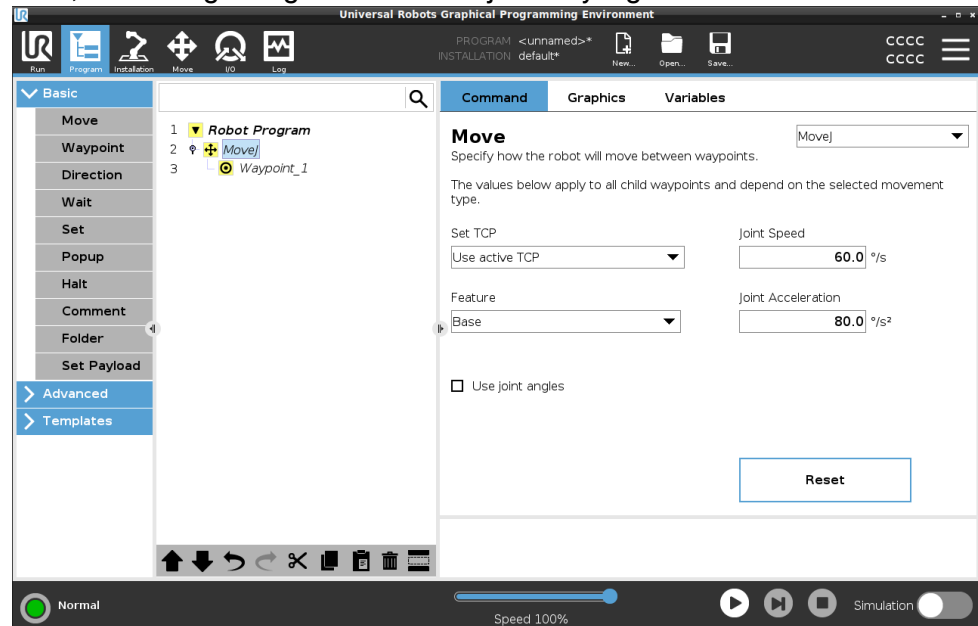 Universal Robots Graphical Programming Environment
UR
Run
Program
Installation
Move
I/O
Log
PROGRAM <unnamed>*
INSTALLATION default*
New...
Open...
Save...
CCCC
CCCC
Basic
Move
Waypoint
Direction
Wait
Set
Popup
Halt
Comment
Folder
Set Payload
Advanced
Templates
1 Robot Program
2 MoveJ
3 Waypoint_1
Command Graphics Variables
Move
MoveJ
Specify how the robot will move between waypoints.
The values below apply to all child waypoints and depend on the selected movement
type.
Set TCP
Use active TCP
Joint Speed
60.0 °/s
Feature
Base
Joint Acceleration
80.0 °/s²
Use joint angles
Reset
Normal
Speed 100%
Simulation